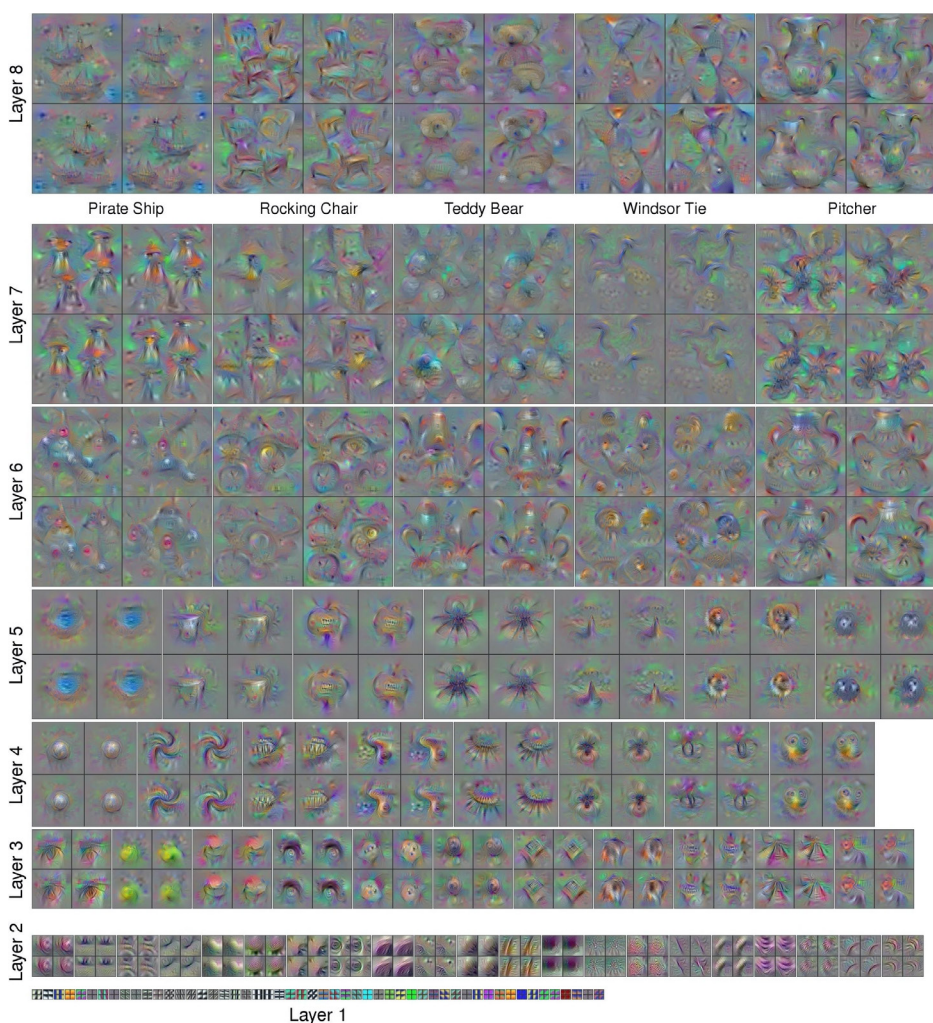 Layer 8
Pirate Ship Rocking Chair Teddy Bear Windsor Tie Pitcher
Layer 7
Layer 6
Layer 5
Layer 4
Layer 3
Layer 2
Layer 1